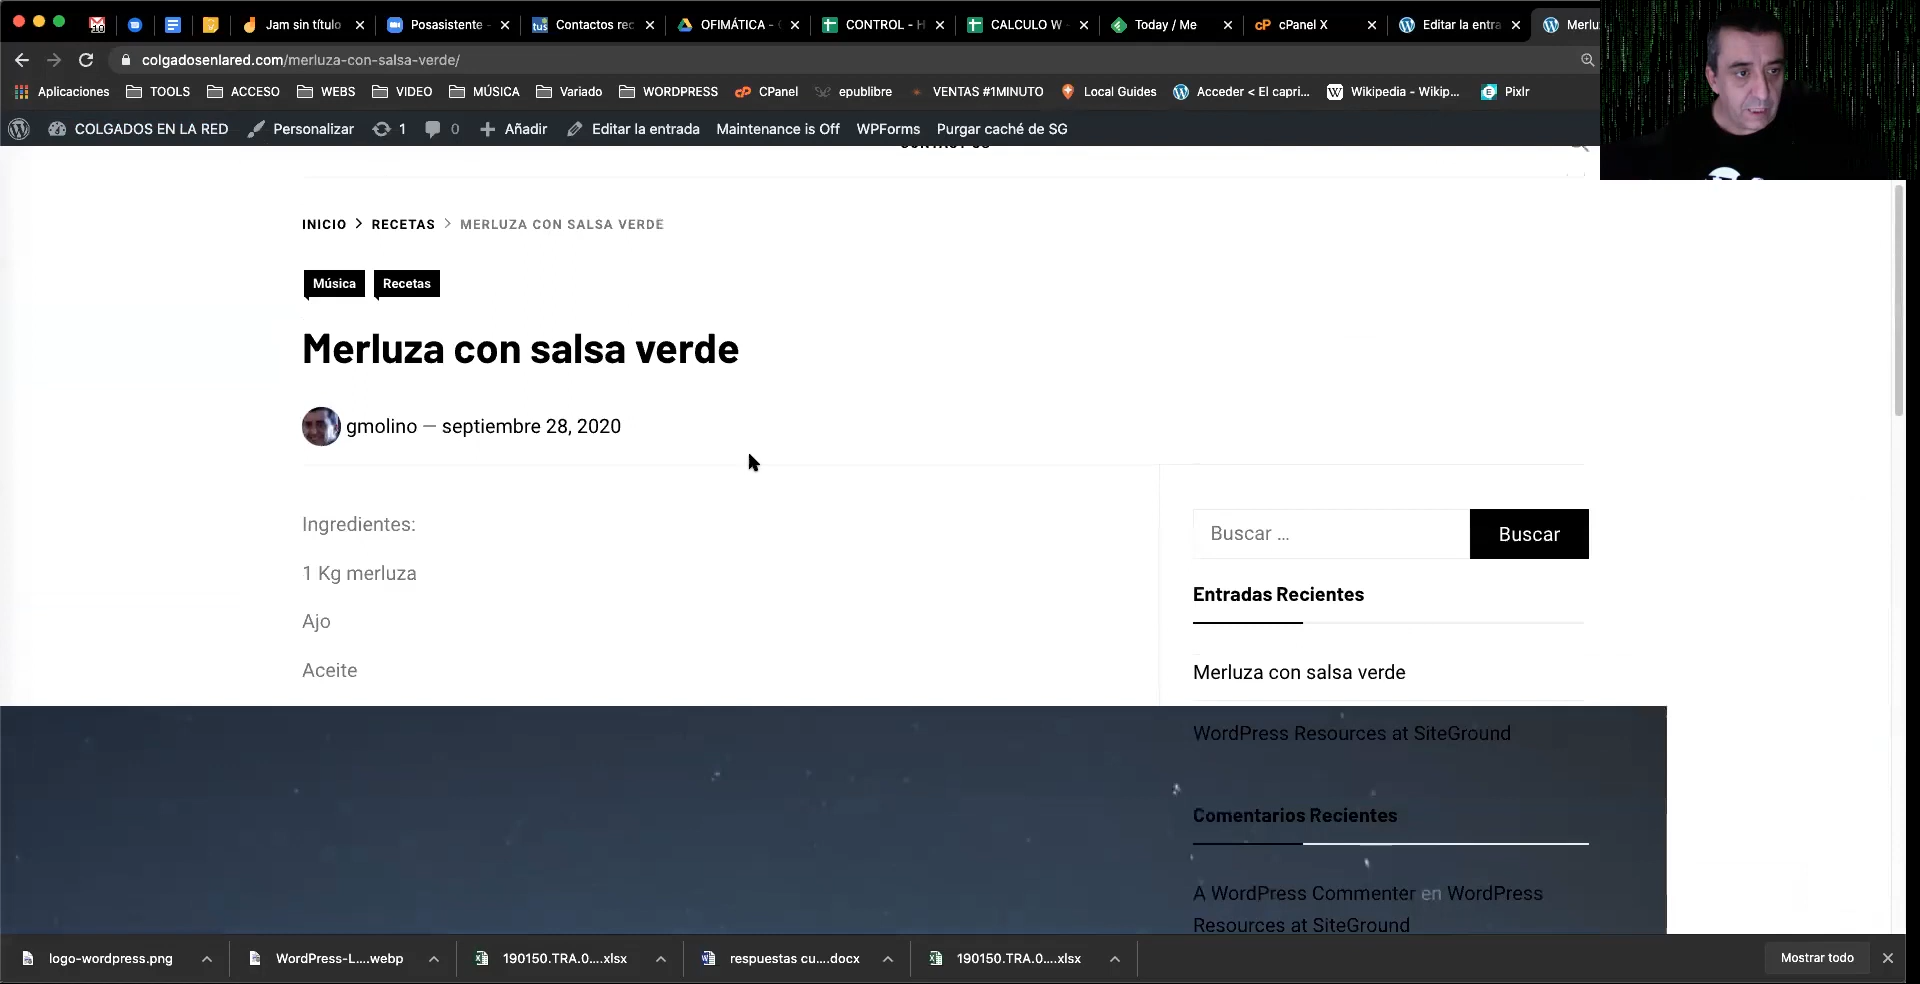 10
Jam sin título
Posasistente -
Contactos rec
OFIMÁTICA -
CONTROL - H
CALCULO W -
Today / Me
cPanel X
Editar la entra
Merlu
colgadosenlared.com/merluza-con-salsa-verde/
Aplicaciones
TOOLS
ACCESO
WEBS
VIDEO
MÚSICA
Variado
WORDPRESS
CPanel
epublibre
VENTAS #1MINUTO
Local Guides
Acceder < El capri...
Wikipedia - Wikip...
Pixlr
COLGADOS EN LA RED
Personalizar
1
0
Añadir
Editar la entrada
Maintenance is Off
WPForms
Purgar caché de SG
INICIO > RECETAS > MERLUZA CON SALSA VERDE
Música
Recetas
Merluza con salsa verde
gmolino — septiembre 28, 2020
Ingredientes:
1 Kg merluza
Ajo
Aceite
Buscar ...
Buscar
Entradas Recientes
Merluza con salsa verde
WordPress Resources at SiteGround
Comentarios Recientes
A WordPress Commenter en WordPress
Resources at SiteGround
logo-wordpress.png
WordPress-L....webp
190150.TRA.0....xlsx
respuestas cu....docx
190150.TRA.0....xlsx
Mostrar todo